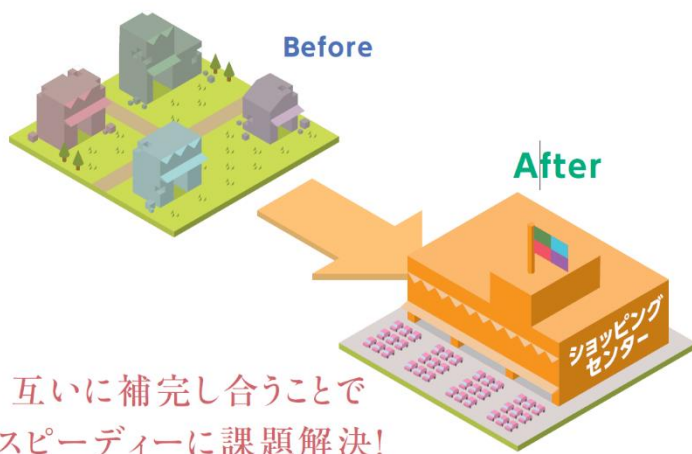 Before
After
ショッピング
センター
互いに補完し合うことで
スピーディーに課題解決!